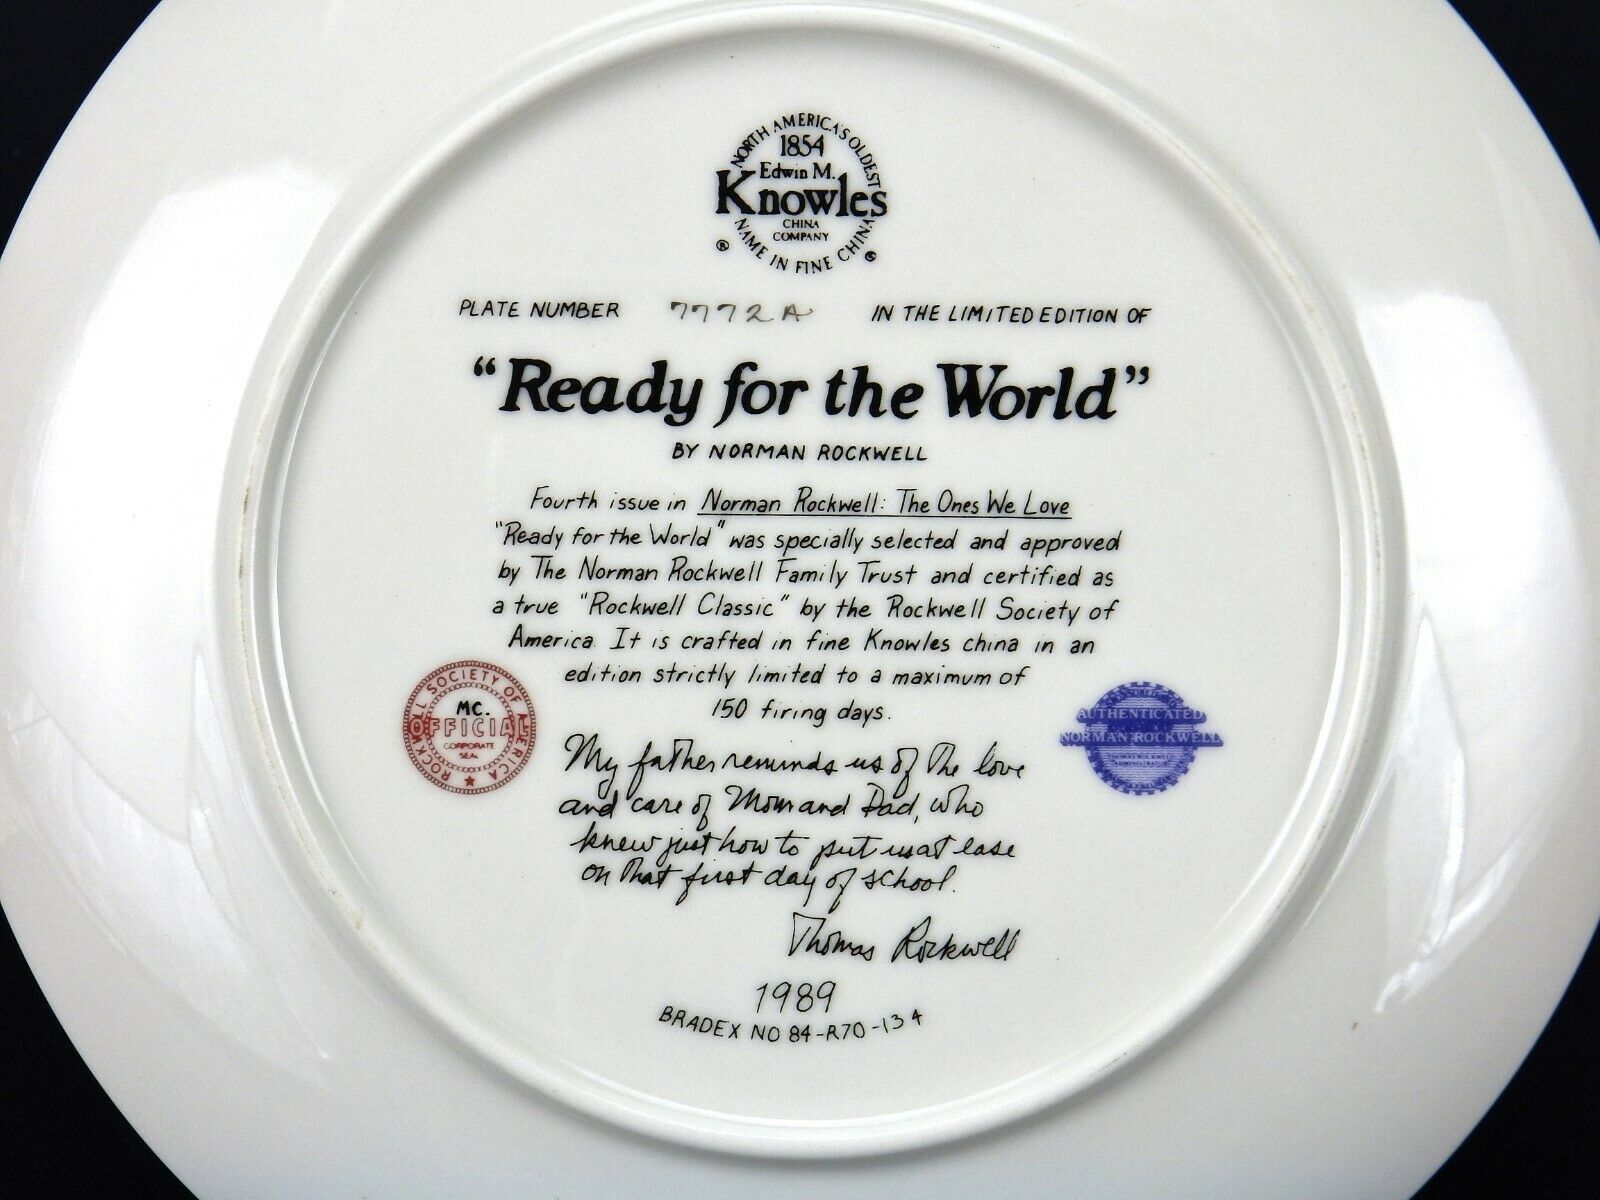 NORTH AMERICA'S OLDEST
1854
Edwin M.
Knowles
CHINA
COMPANY
® NAME IN FINE CHINA ®
PLATE NUMBER 7772A IN THE LIMITED EDITION OF
"Ready for the World"
BY NORMAN ROCKWELL
Fourth issue in Norman Rockwell: The Ones We Love
"Ready for the World" was specially selected and approved
by The Norman Rockwell Family Trust and certified as
a true "Rockwell Classic" by the Rockwell Society of
America. It is crafted in fine Knowles china in an
edition strictly limited to a maximum of
150 firing days.
ROCKWELL SOCIETY OF AMERICA ★
MC.
OFFICIAL
CORPORATE
SEAL
AUTHENTICATED
NORMAN ROCKWELL
THOMAS ROCKWELL
ADMINISTRATOR
My father reminds us of the love
and care of Mom and Dad, who
knew just how to put us at ease
on that first day of school.
Thomas Rockwell
1989
BRADEX NO 84-R70-134